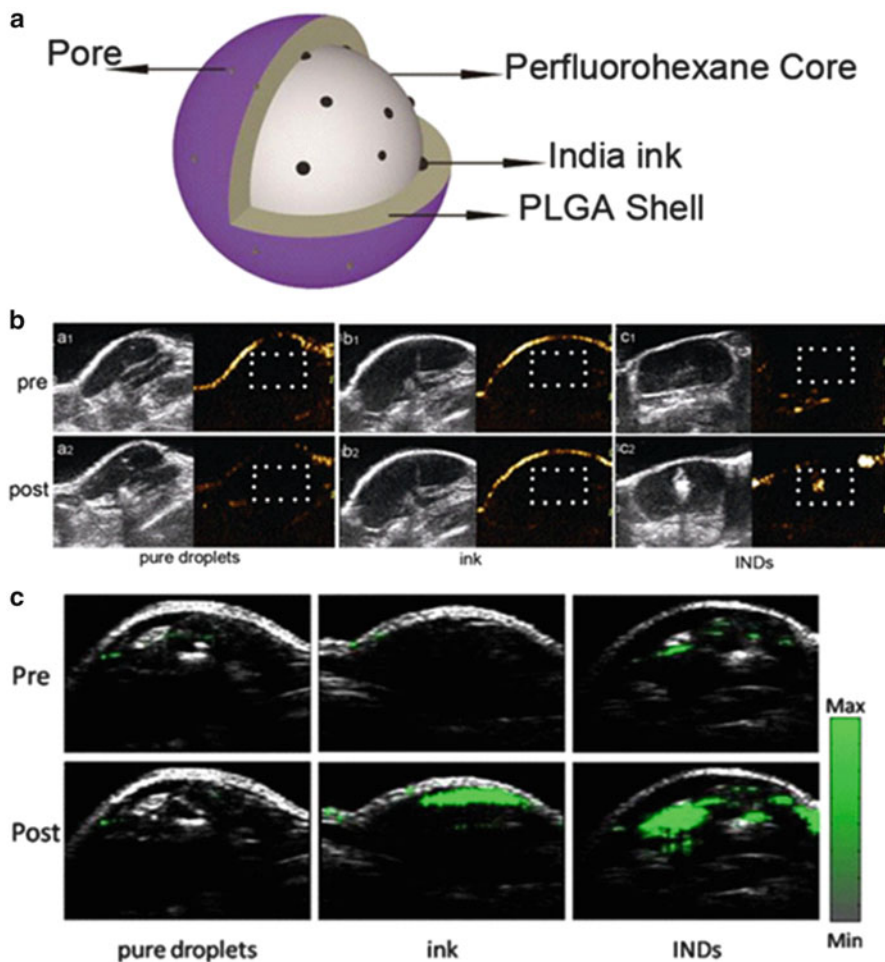 a
Pore
Perfluorohexane Core
India ink
PLGA Shell
b
a1
b1
c1
pre
a2
b2
c2
post
pure droplets
ink
INDs
c
Pre
Max
Post
Min
pure droplets
ink
INDs